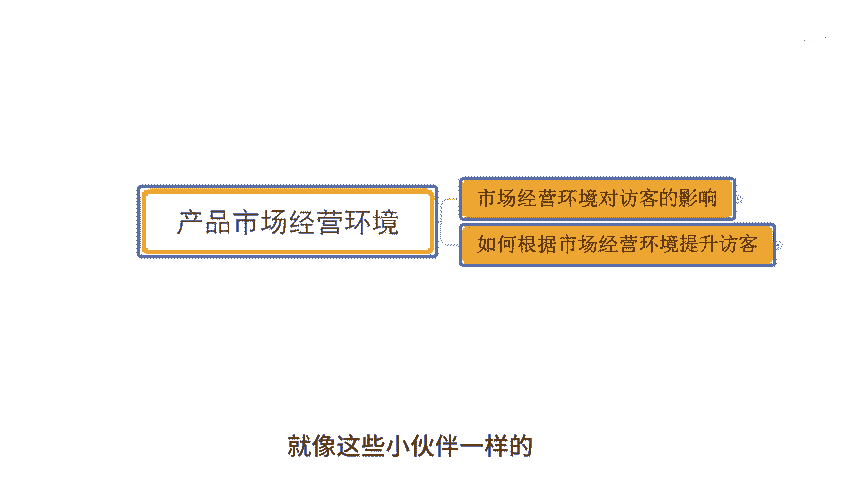 产品市场经营环境
市场经营环境对访客的影响
如何根据市场经营环境提升访客
就像这些小伙伴一样的